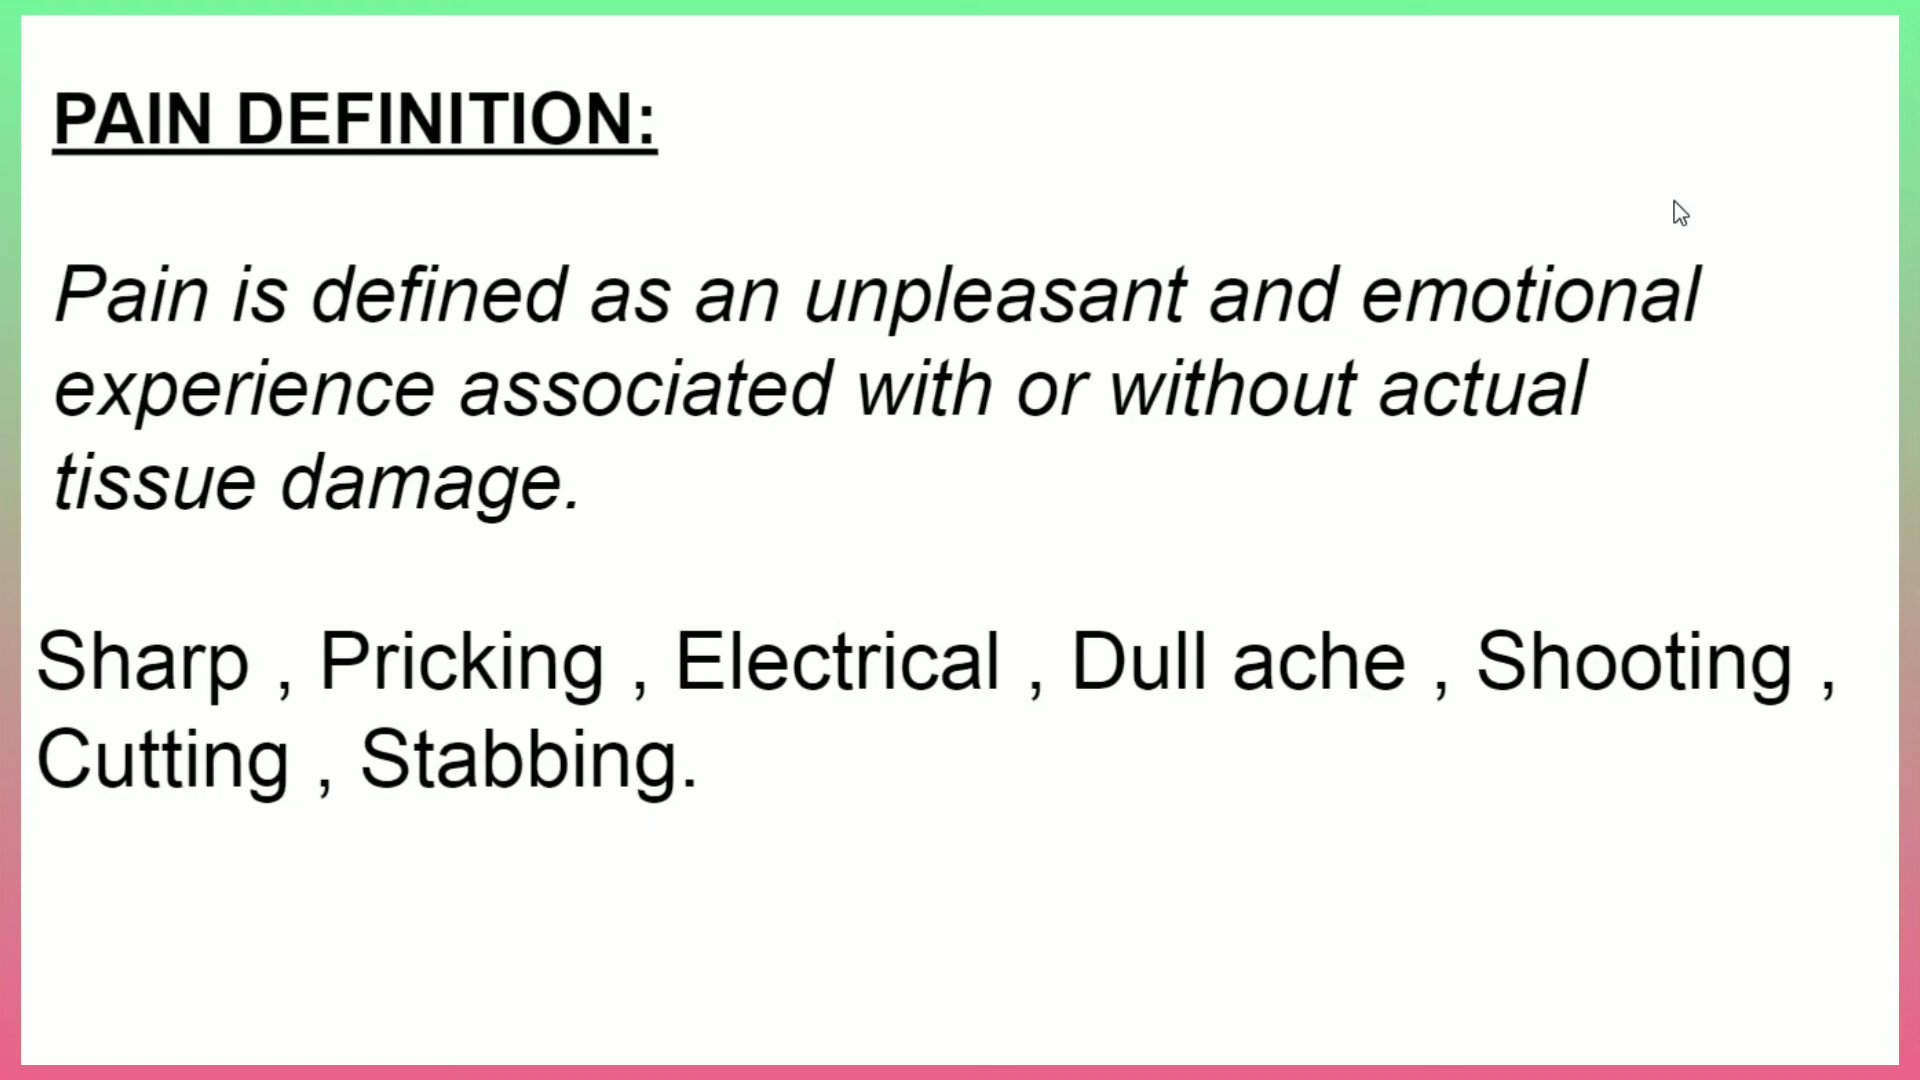 PAIN DEFINITION:
Pain is defined as an unpleasant and emotional
experience associated with or without actual
tissue damage.
Sharp , Pricking , Electrical , Dull ache , Shooting ,
Cutting , Stabbing.